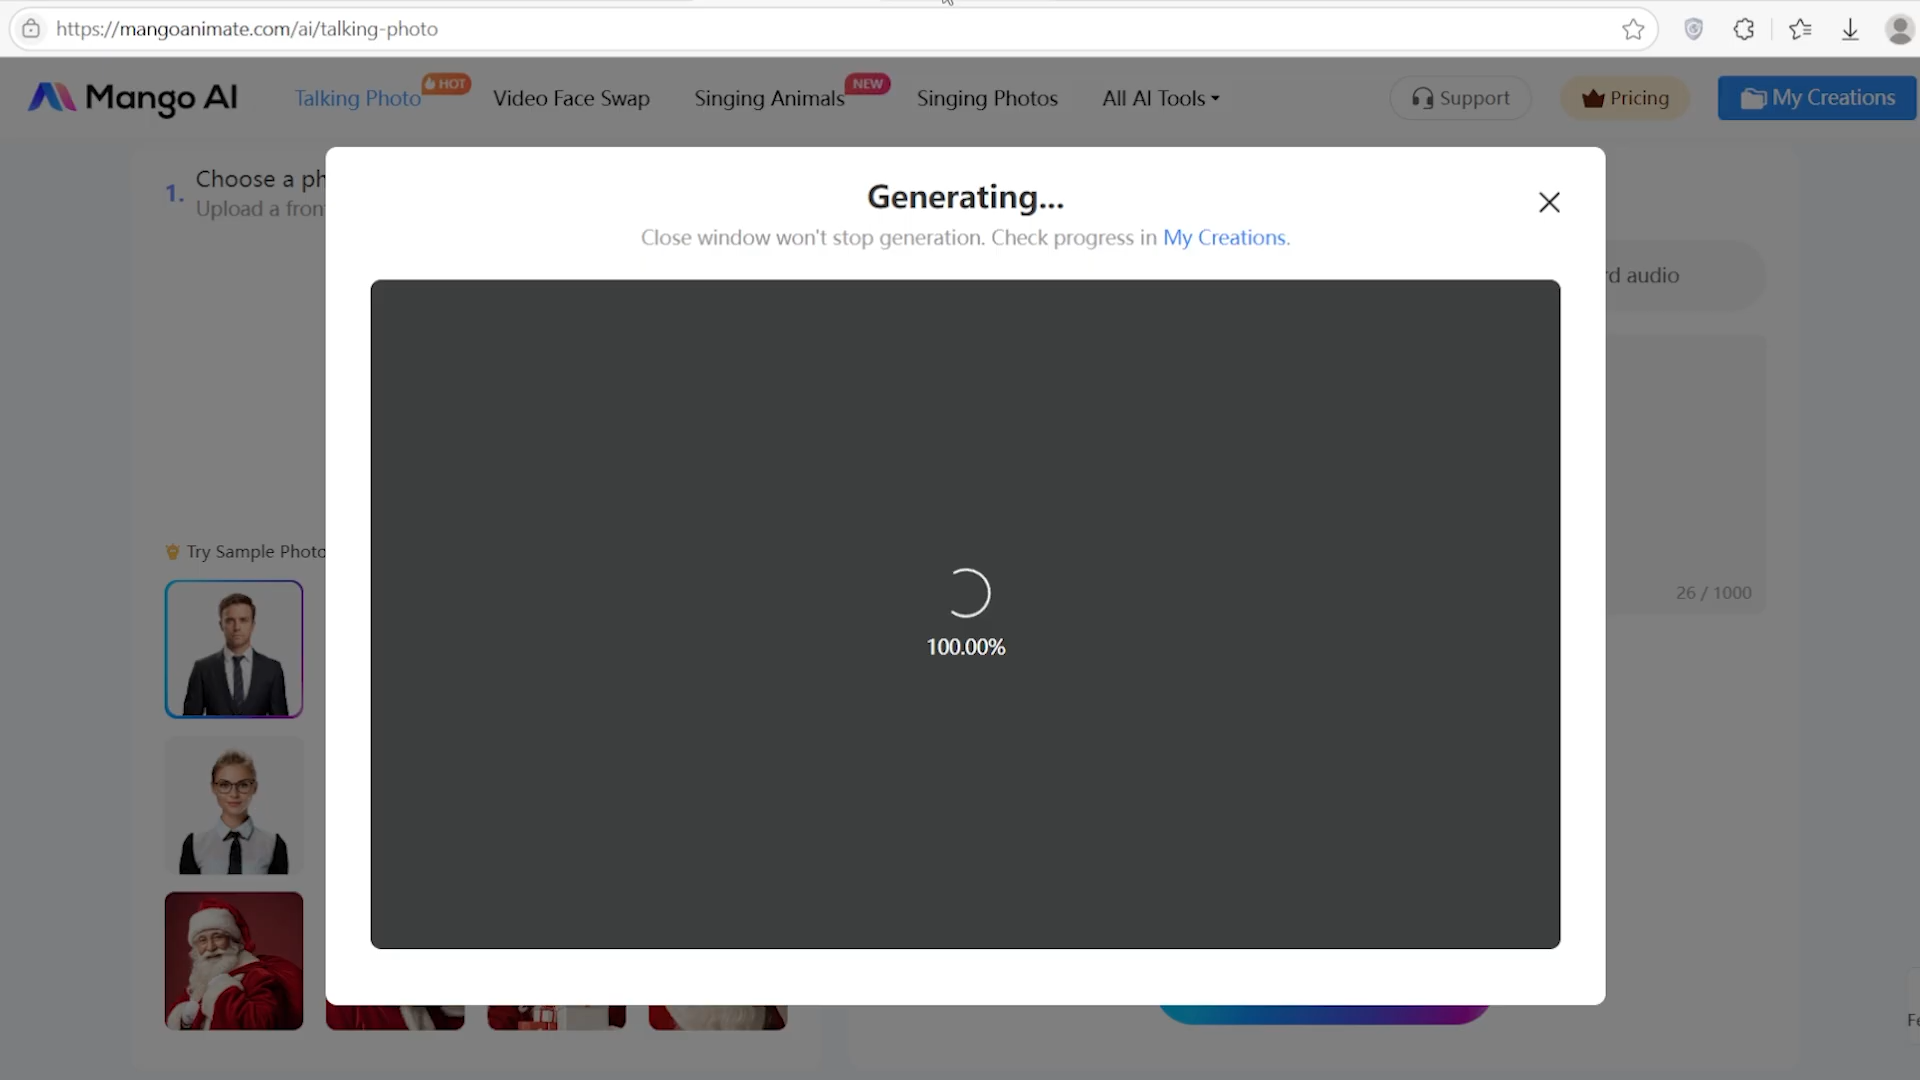 https://mangoanimate.com/ai/talking-photo
Mango AI
Talking Photo
HOT
Video Face Swap
Singing Animals
NEW
Singing Photos
All AI Tools
Support
Pricing
My Creations
1.
Choose a ph
Upload a fron
Generating...
Close window won't stop generation. Check progress in My Creations.
rd audio
100.00%
26 / 1000
Try Sample Photo
Fe